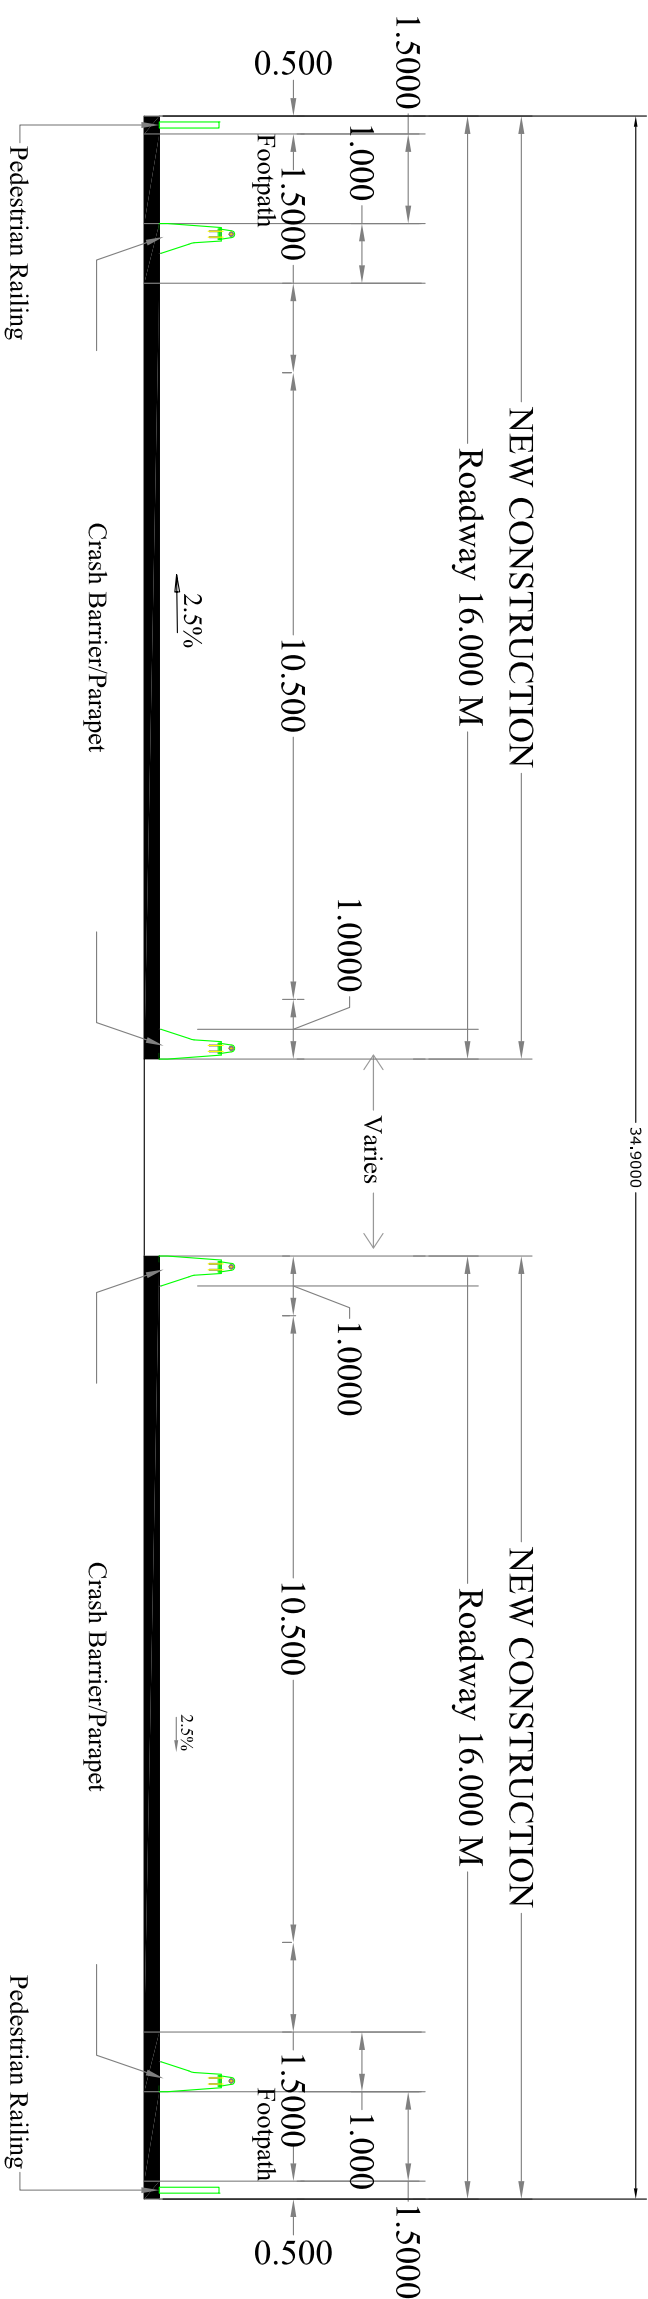 34.9000
NEW CONSTRUCTION
NEW CONSTRUCTION
Roadway 16.000 M
Roadway 16.000 M
1.5000
1.5000
Varies
1.000
1.0000
1.0000
1.000
0.500
1.5000
10.500
10.500
1.5000
0.500
Footpath
Footpath
2.5%
2.5%
Crash Barrier/Parapet
Crash Barrier/Parapet
Pedestrian Railing
Pedestrian Railing